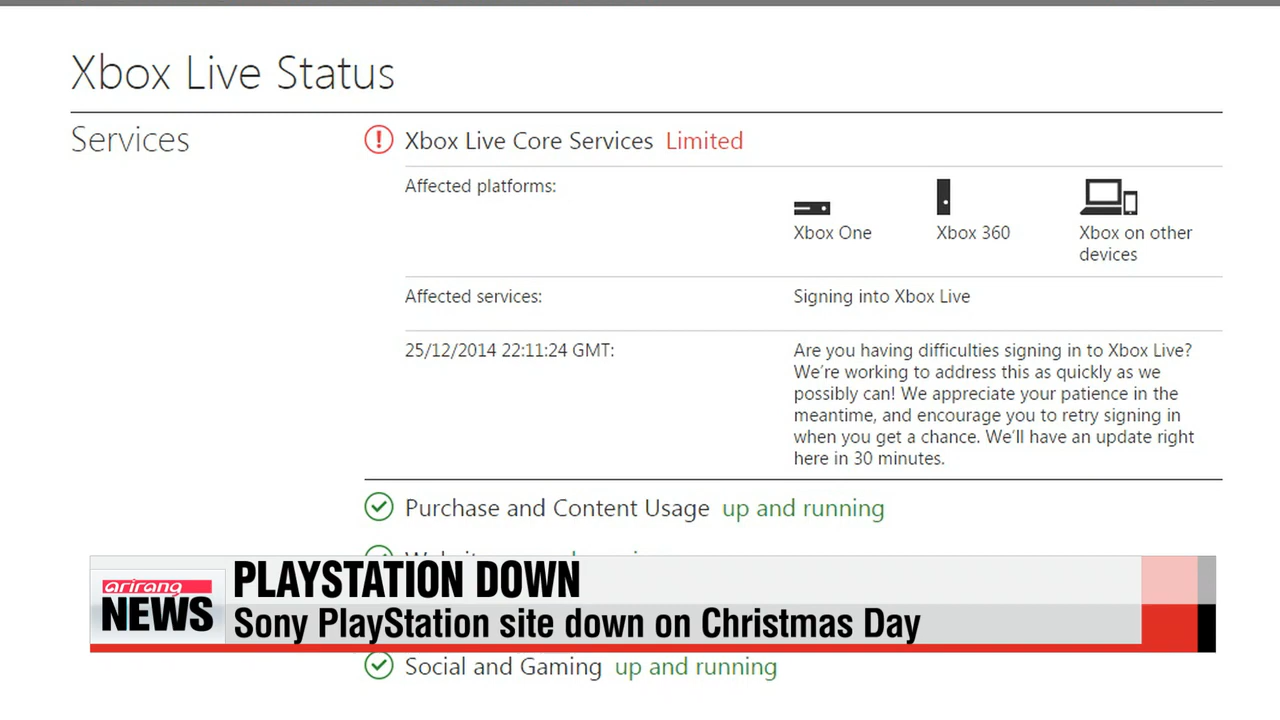 Xbox Live Status
Services
Xbox Live Core Services Limited
Affected platforms:
Xbox One
Xbox 360
Xbox on other
devices
Affected services:
Signing into Xbox Live
25/12/2014 22:11:24 GMT:
Are you having difficulties signing in to Xbox Live?
We're working to address this as quickly as we
possibly can! We appreciate your patience in the
meantime, and encourage you to retry signing in
when you get a chance. We'll have an update right
here in 30 minutes.
Purchase and Content Usage up and running
arirang
NEWS
PLAYSTATION DOWN
Sony PlayStation site down on Christmas Day
Social and Gaming up and running